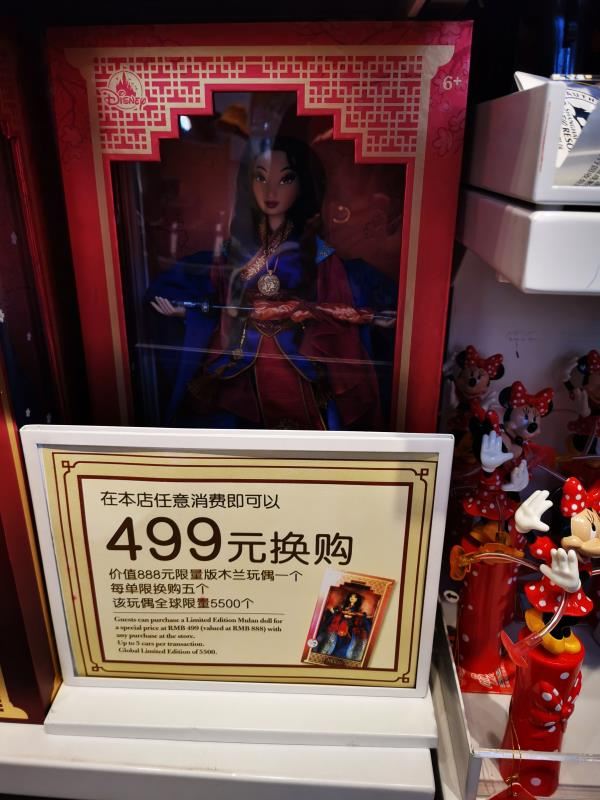 Disney
6+
在本店任意消费即可以
499元换购
价值888元限量版木兰玩偶一个
每单限换购五个
该玩偶全球限量5500个
Guests can purchase a Limited Edition Mulan doll for
a special price at RMB 499 (valued at RMB 888) with
any purchase at the store.
Up to 5 ears per transaction.
Global Limited Edition of 5500.